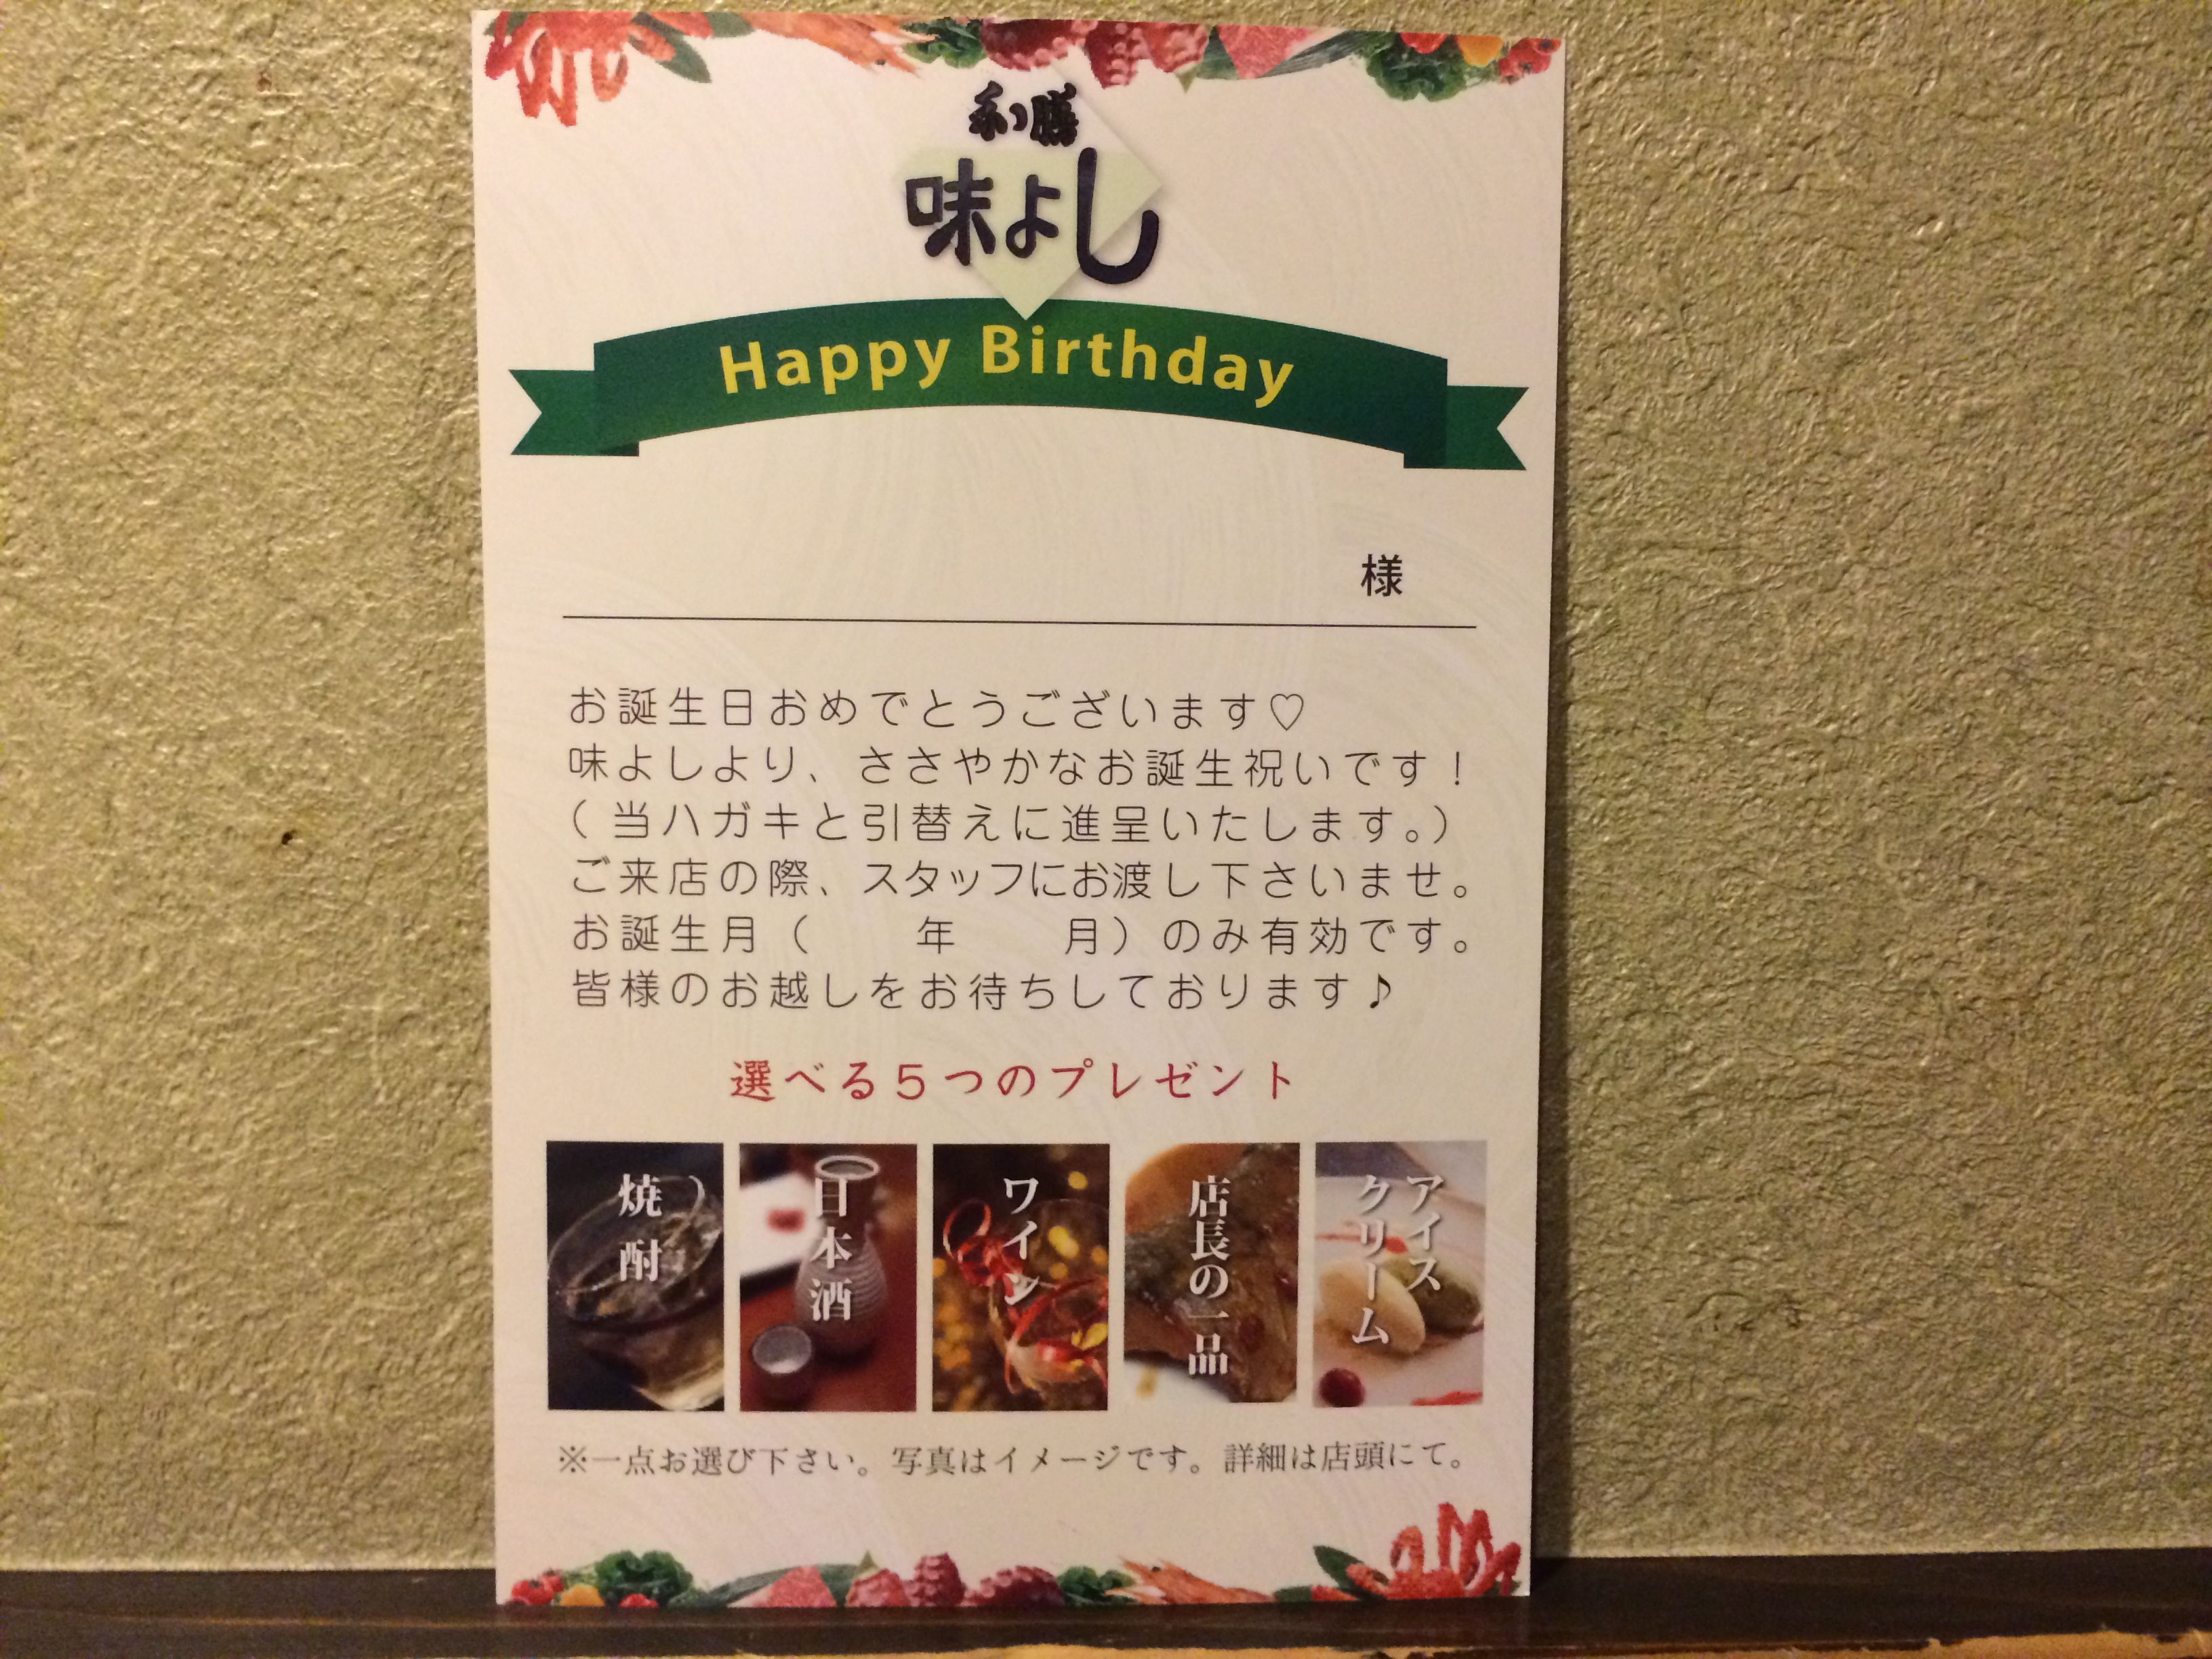 和膳
味よし
Happy Birthday
様
お誕生日おめでとうございます♡
味よしより、ささやかなお誕生祝いです！
（当ハガキと引替えに進呈いたします。）
ご来店の際、スタッフにお渡し下さいませ。
お誕生月（　　年　　月）のみ有効です。
皆様のお越しをお待ちしております♪
選べる５つのプレゼント
焼酎
日本酒
ワイン
店長の一品
アイス
クリーム
※一点お選び下さい。写真はイメージです。詳細は店頭にて。